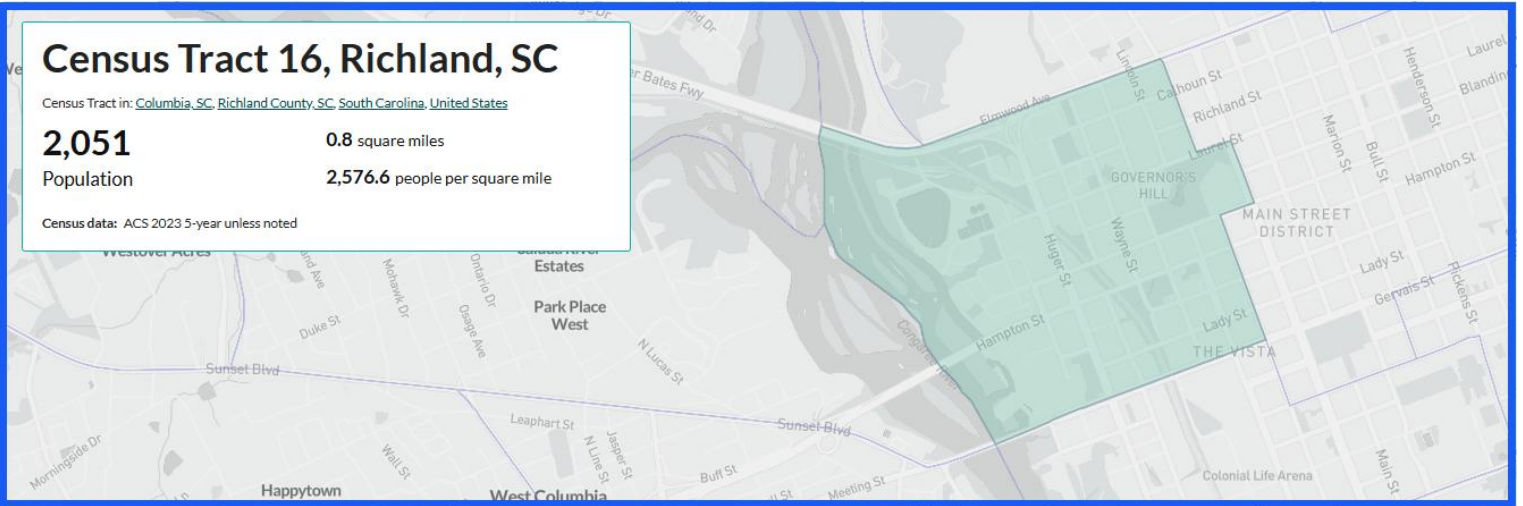 Census Tract 16, Richland, SC
Census Tract in: Columbia, SC, Richland County, SC, South Carolina, United States
2,051
Population
0.8 square miles
2,576.6 people per square mile
Census data: ACS 2023 5-year unless noted
Westover Acres
Estates
Park Place
West
Duke St
Mohawk Dr
Ontario Dr
Osage Ave
N Lucas St
Sunset Blvd
Sunset Blvd
Leaphart St
Jasper St
N Line St
Wall St
Buff St
Meeting St
Morningside Dr
Happytown
West Columbia
Congaree River
Bates Fwy
Elmwood Ave
Lincoln St
Calhoun St
Richland St
Laurel St
GOVERNOR'S
HILL
Wayne St
Huger St
Hampton St
Lady St
THE VISTA
MAIN STREET
DISTRICT
Marion St
Bull St
Henderson St
Laurel
Blandin
Hampton St
Lady St
Gervais St
Pickens St
Main St
Colonial Life Arena